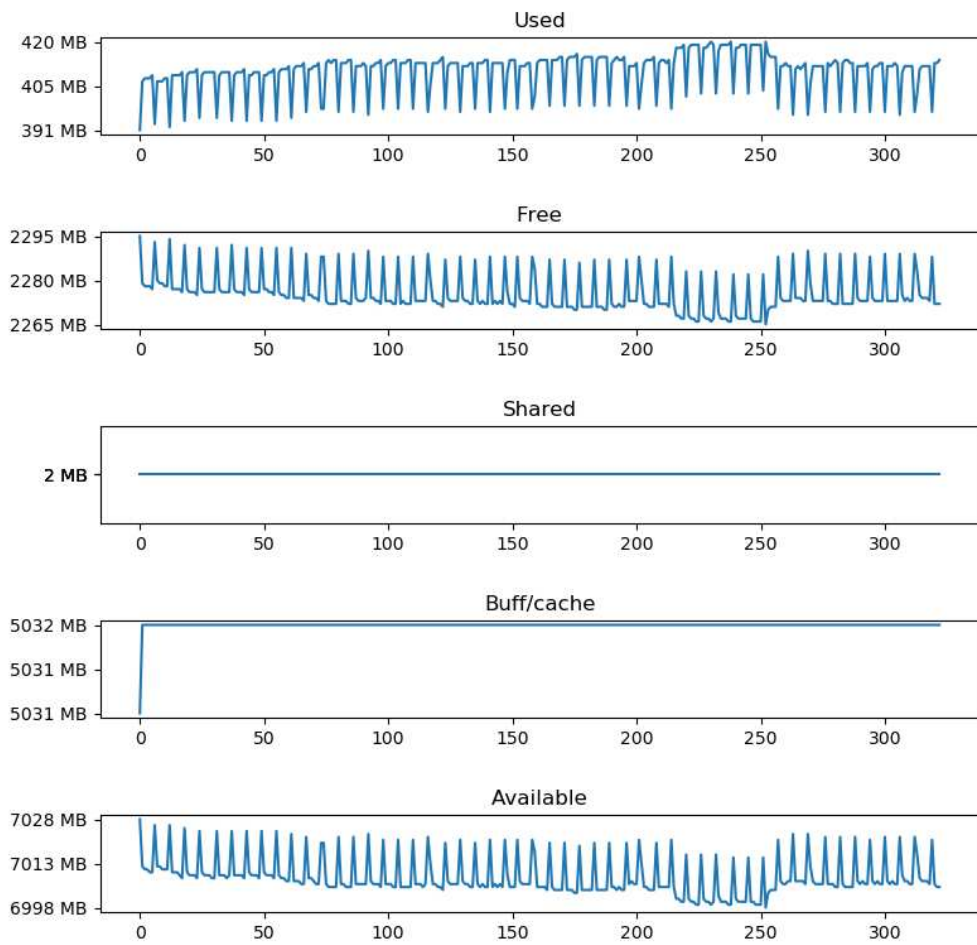 Used
420 MB
405 MB
391 MB
0 50 100 150 200 250 300
Free
2295 MB
2280 MB
2265 MB
0 50 100 150 200 250 300
Shared
2 MB
0 50 100 150 200 250 300
Buff/cache
5032 MB
5031 MB
5031 MB
0 50 100 150 200 250 300
Available
7028 MB
7013 MB
6998 MB
0 50 100 150 200 250 300